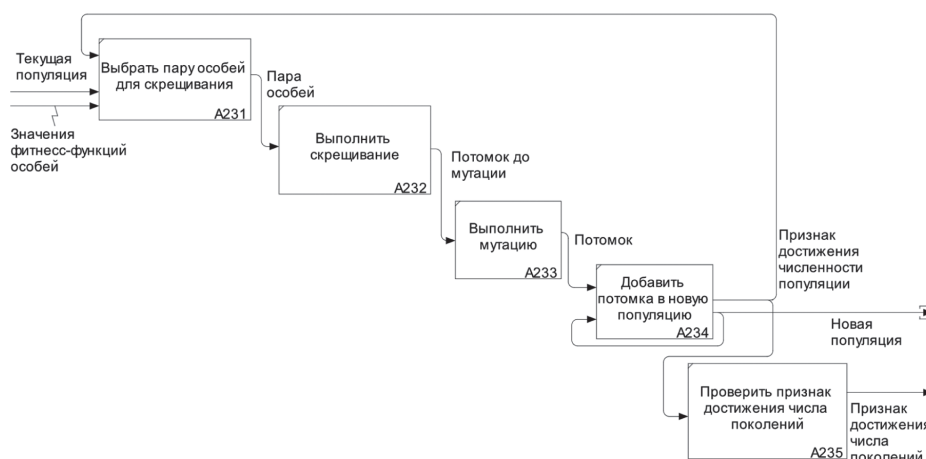 Текущая
популяция
Значения
фитнесс-функций
особей
Выбрать пару особей
для скрещивания
A231
Пара
особей
Выполнить
скрещивание
A232
Потомок до
мутации
Выполнить
мутацию
A233
Потомок
Добавить
потомка в новую
популяцию
A234
Признак
достижения
численности
популяции
Новая
популяция
Проверить признак
достижения числа
поколений
A235
Признак
достижения
числа
поколений